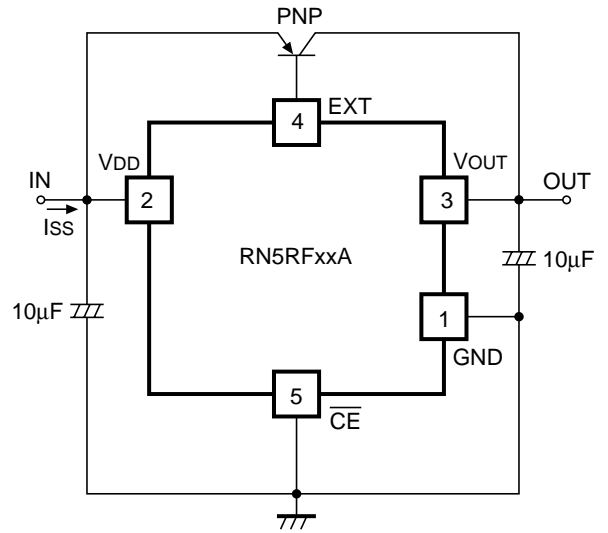 PNP
4
EXT
VDD
VOUT
IN
2
3
OUT
ISS
RN5RFxxA
10μF
10μF
1
GND
5
CE